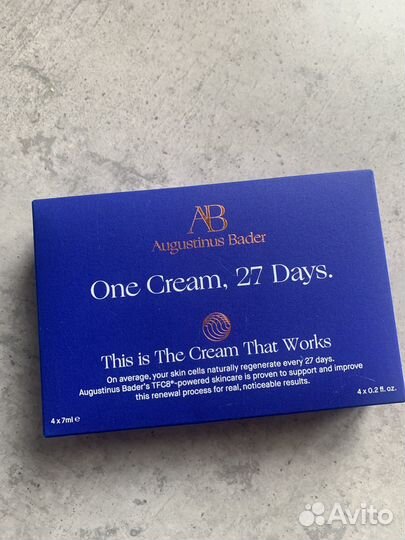 AB
Augustinus Bader
One Cream, 27 Days.
This is The Cream That Works
On average, your skin cells naturally regenerate every 27 days.
Augustinus Bader's TFC8®-powered skincare is proven to support and improve
this renewal process for real, noticeable results.
4 x 7ml ℮
4 x 0.2 fl. oz.
Avito